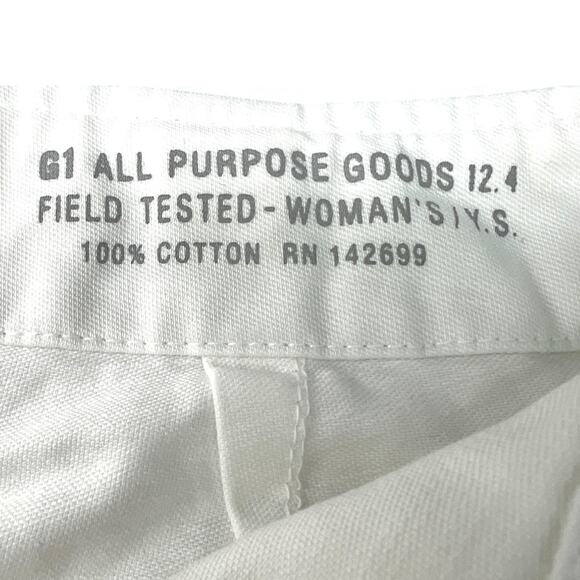 G1 ALL PURPOSE GOODS 12.4
FIELD TESTED - WOMAN'S / Y.S.
100% COTTON RN 142699